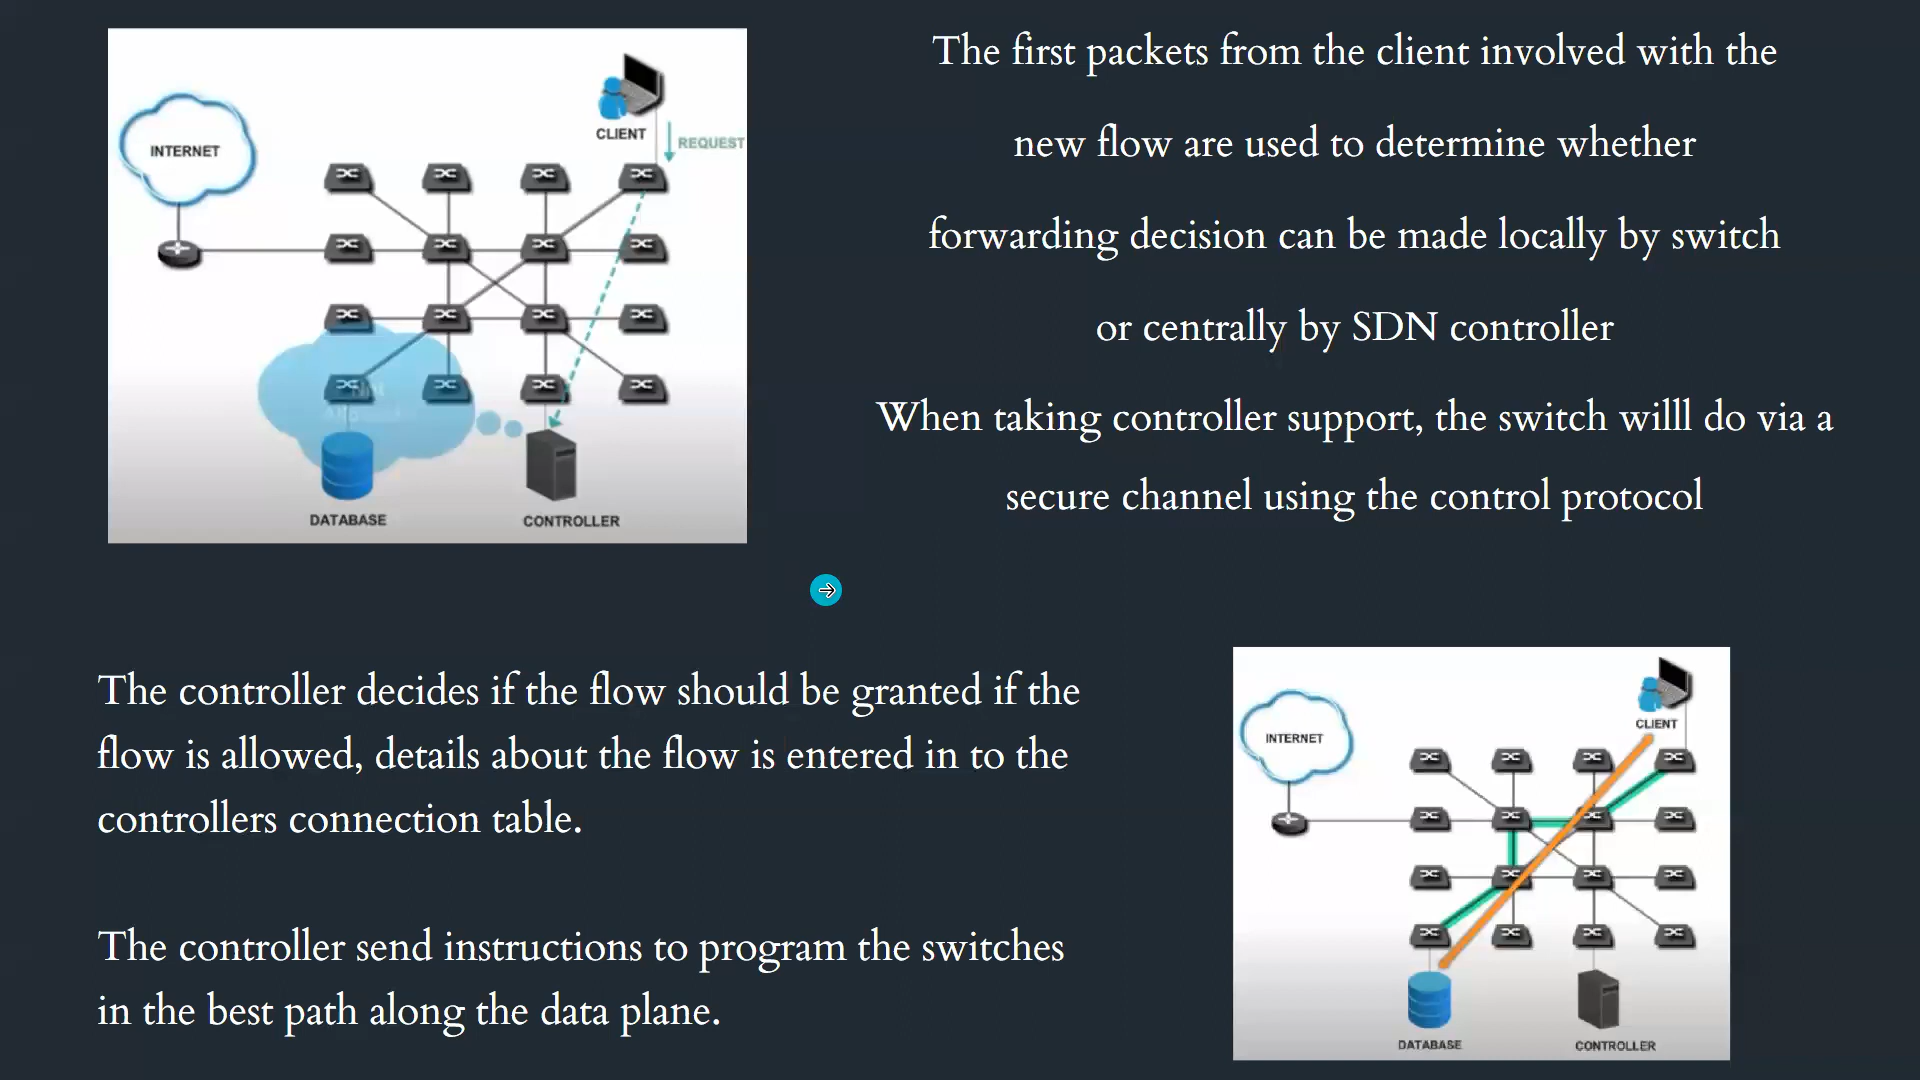 INTERNET
CLIENT
REQUEST
DATABASE
CONTROLLER
The first packets from the client involved with the
new flow are used to determine whether
forwarding decision can be made locally by switch
or centrally by SDN controller
When taking controller support, the switch willl do via a
secure channel using the control protocol
The controller decides if the flow should be granted if the
flow is allowed, details about the flow is entered in to the
controllers connection table.
The controller send instructions to program the switches
in the best path along the data plane.
INTERNET
CLIENT
DATABASE
CONTROLLER